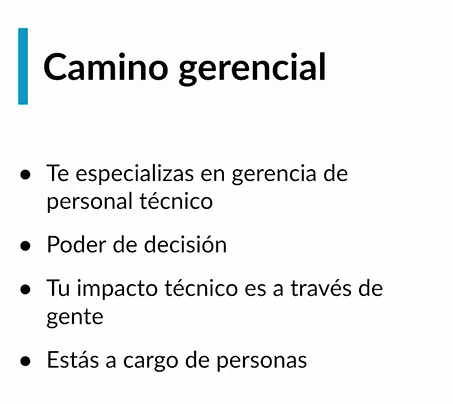 Camino gerencial
● Te especializas en gerencia de
personal técnico
● Poder de decisión
● Tu impacto técnico es a través de
gente
● Estás a cargo de personas